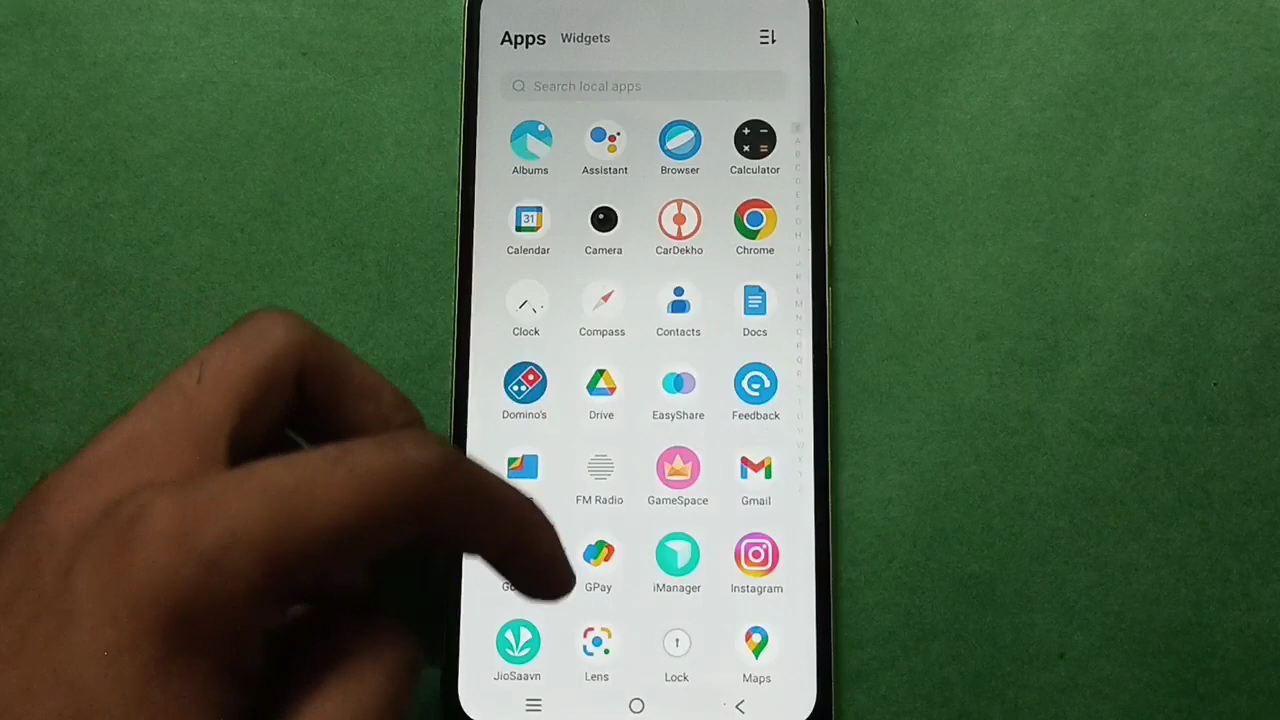 Apps Widgets
Search local apps
Albums Assistant Browser Calculator
31
Calendar Camera CarDekho Chrome
Clock Compass Contacts Docs
Domino's Drive EasyShare Feedback
FM Radio GameSpace Gmail
GPay iManager Instagram
JioSaavn Lens Lock Maps